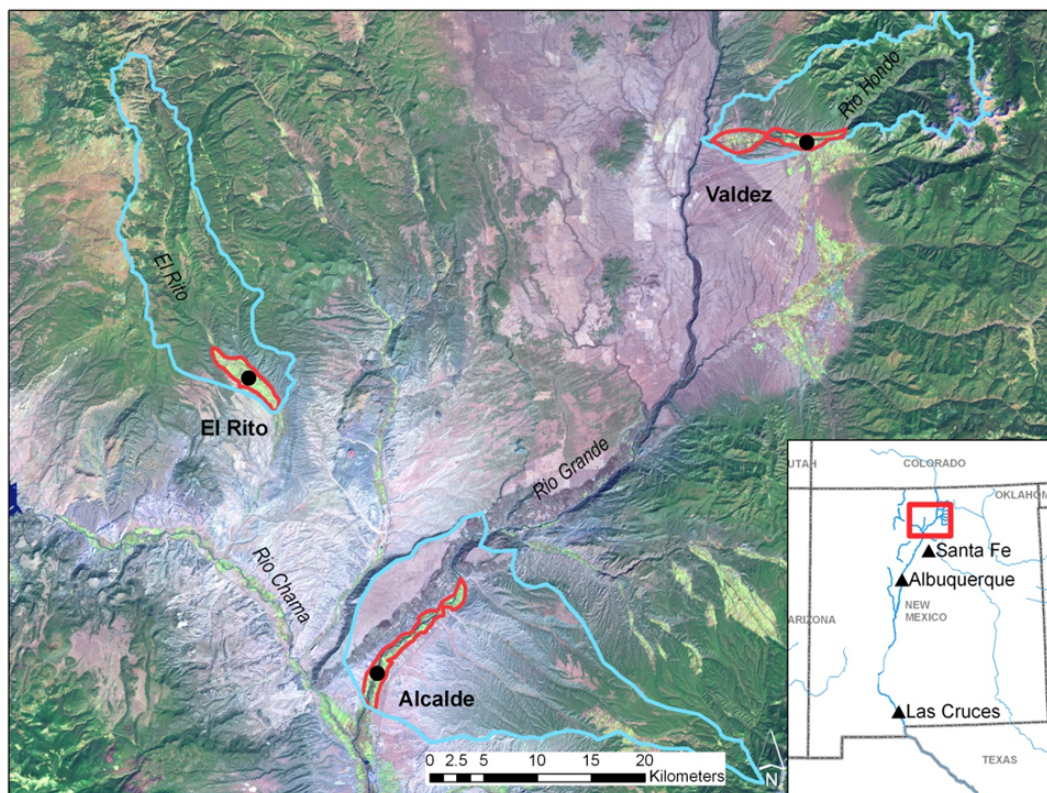 Rio Hondo
Valdez
El Rito
El Rito
Rio Grande
Rio Chama
Alcalde
0 2.5 5 10 15 20
Kilometers
N
UTAH
COLORADO
OKLAHOM
Santa Fe
Albuquerque
NEW
MEXICO
ARIZONA
Las Cruces
TEXAS